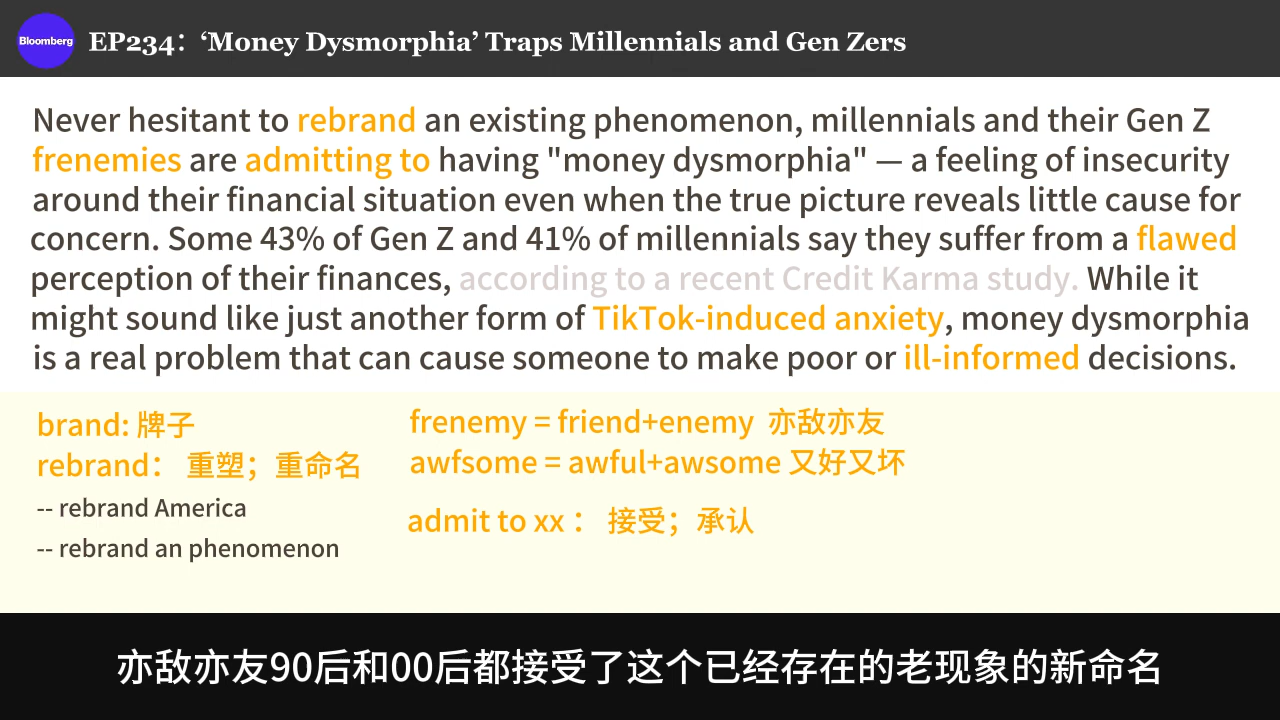 Bloomberg
EP234：‘Money Dysmorphia’ Traps Millennials and Gen Zers
Never hesitant to rebrand an existing phenomenon, millennials and their Gen Z
frenemies are admitting to having "money dysmorphia" — a feeling of insecurity
around their financial situation even when the true picture reveals little cause for
concern. Some 43% of Gen Z and 41% of millennials say they suffer from a flawed
perception of their finances, according to a recent Credit Karma study. While it
might sound like just another form of TikTok-induced anxiety, money dysmorphia
is a real problem that can cause someone to make poor or ill-informed decisions.
brand: 牌子
rebrand： 重塑；重命名
-- rebrand America
-- rebrand an phenomenon
frenemy = friend+enemy 亦敌亦友
awfsome = awful+awsome 又好又坏
admit to xx： 接受；承认
亦敌亦友90后和00后都接受了这个已经存在的老现象的新命名